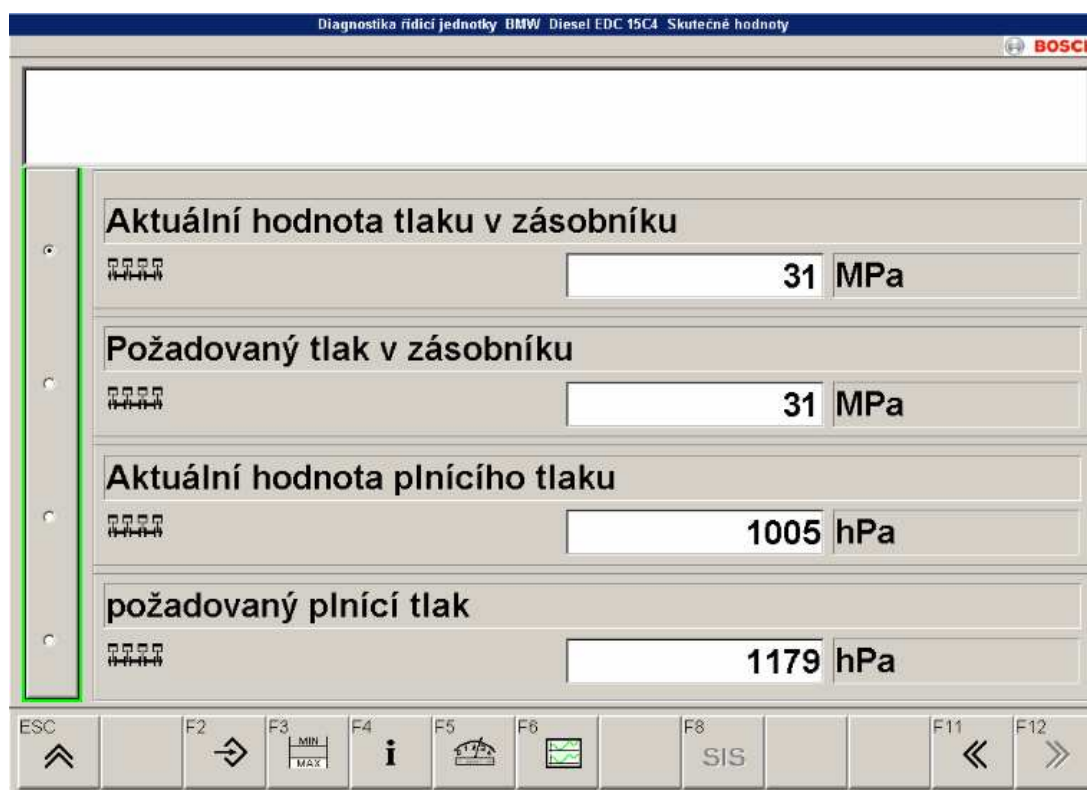 Diagnostika řídicí jednotky BMW Diesel EDC 15C4 Skutečné hodnoty
BOSCH
Aktuální hodnota tlaku v zásobníku
31 MPa
Požadovaný tlak v zásobníku
31 MPa
Aktuální hodnota plnícího tlaku
1005 hPa
požadovaný plnící tlak
1179 hPa
ESC F2 F3 MIN MAX F4 i F5 F6 F8 SIS F11 F12